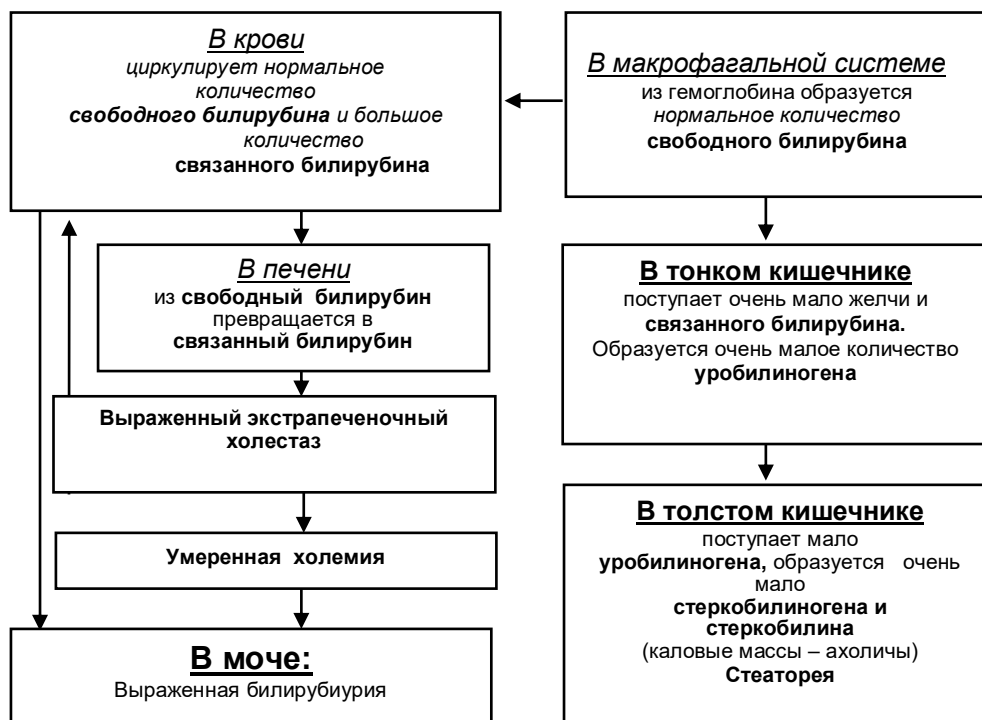 В крови
циркулирует нормальное
количество
свободного билирубина и большое
количество
связанного билирубина
В макрофагальной системе
из гемоглобина образуется
нормальное количество
свободного билирубина
В печени
из свободный билирубин
превращается в
связанный билирубин
Выраженный экстрапеченочный
холестаз
Умеренная холемия
В моче:
Выраженная билирубиурия
В тонком кишечнике
поступает очень мало желчи и
связанного билирубина.
Образуется очень малое количество
уробилиногена
В толстом кишечнике
поступает мало
уробилиногена, образуется очень
мало
стеркобилиногена и
стеркобилина
(каловые массы – ахоличы)
Стеаторея